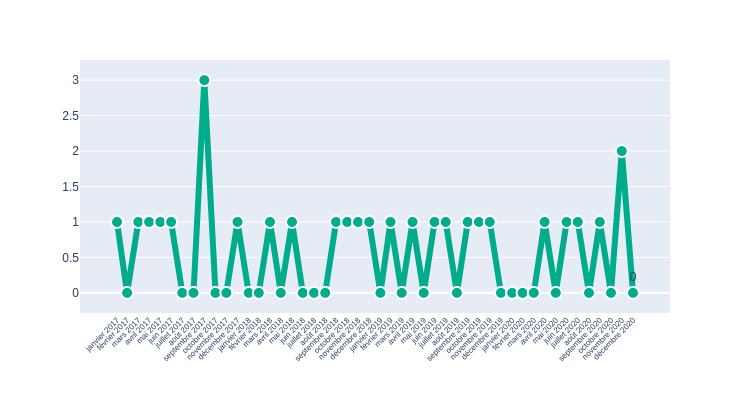 3
2.5
2
1.5
1
0.5
0
0
janvier 2017
février 2017
mars 2017
avril 2017
mai 2017
juin 2017
juillet 2017
août 2017
septembre 2017
octobre 2017
novembre 2017
décembre 2017
janvier 2018
février 2018
mars 2018
avril 2018
mai 2018
juin 2018
juillet 2018
août 2018
septembre 2018
octobre 2018
novembre 2018
décembre 2018
janvier 2019
février 2019
mars 2019
avril 2019
mai 2019
juin 2019
juillet 2019
août 2019
septembre 2019
octobre 2019
novembre 2019
décembre 2019
janvier 2020
février 2020
mars 2020
avril 2020
mai 2020
juin 2020
juillet 2020
août 2020
septembre 2020
octobre 2020
novembre 2020
décembre 2020